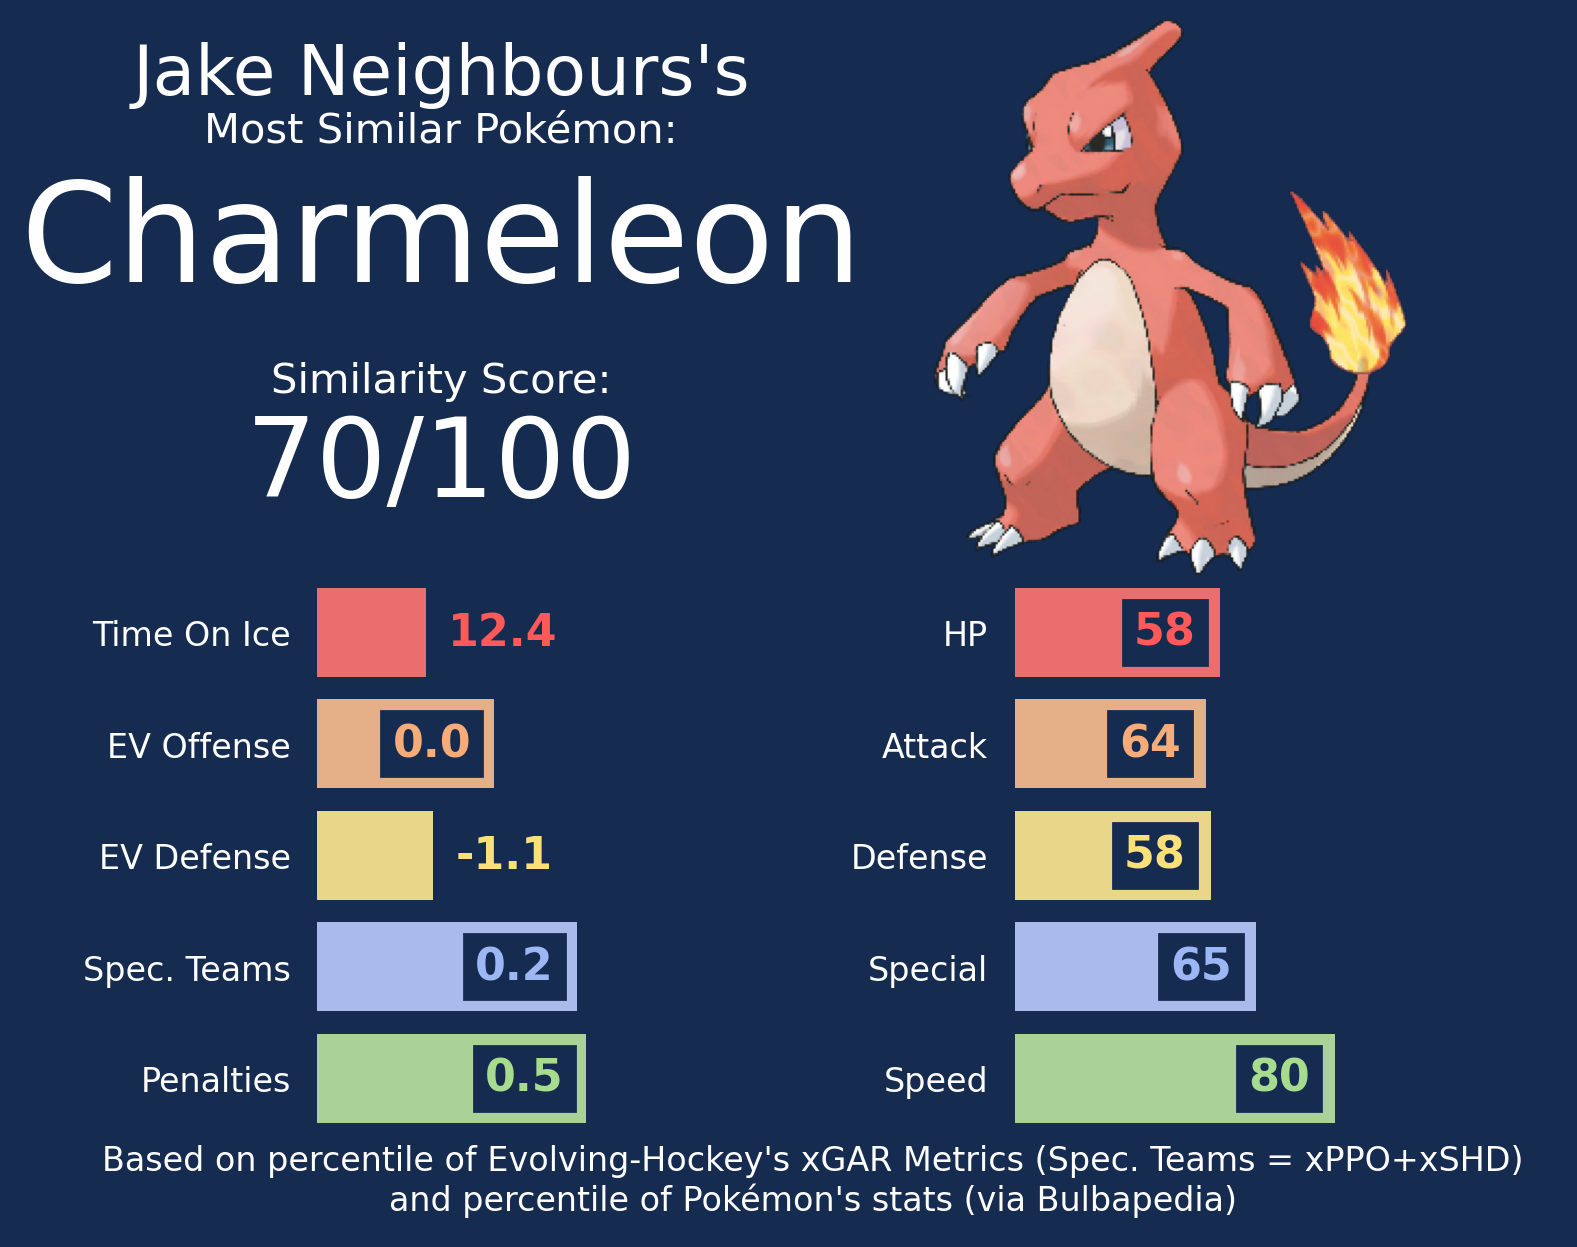 Jake Neighbours's
Most Similar Pokémon:
Charmeleon
Similarity Score:
70/100
Time On Ice 12.4
EV Offense 0.0
EV Defense -1.1
Spec. Teams 0.2
Penalties 0.5
HP 58
Attack 64
Defense 58
Special 65
Speed 80
Based on percentile of Evolving-Hockey's xGAR Metrics (Spec. Teams = xPPO+xSHD)
and percentile of Pokémon's stats (via Bulbapedia)